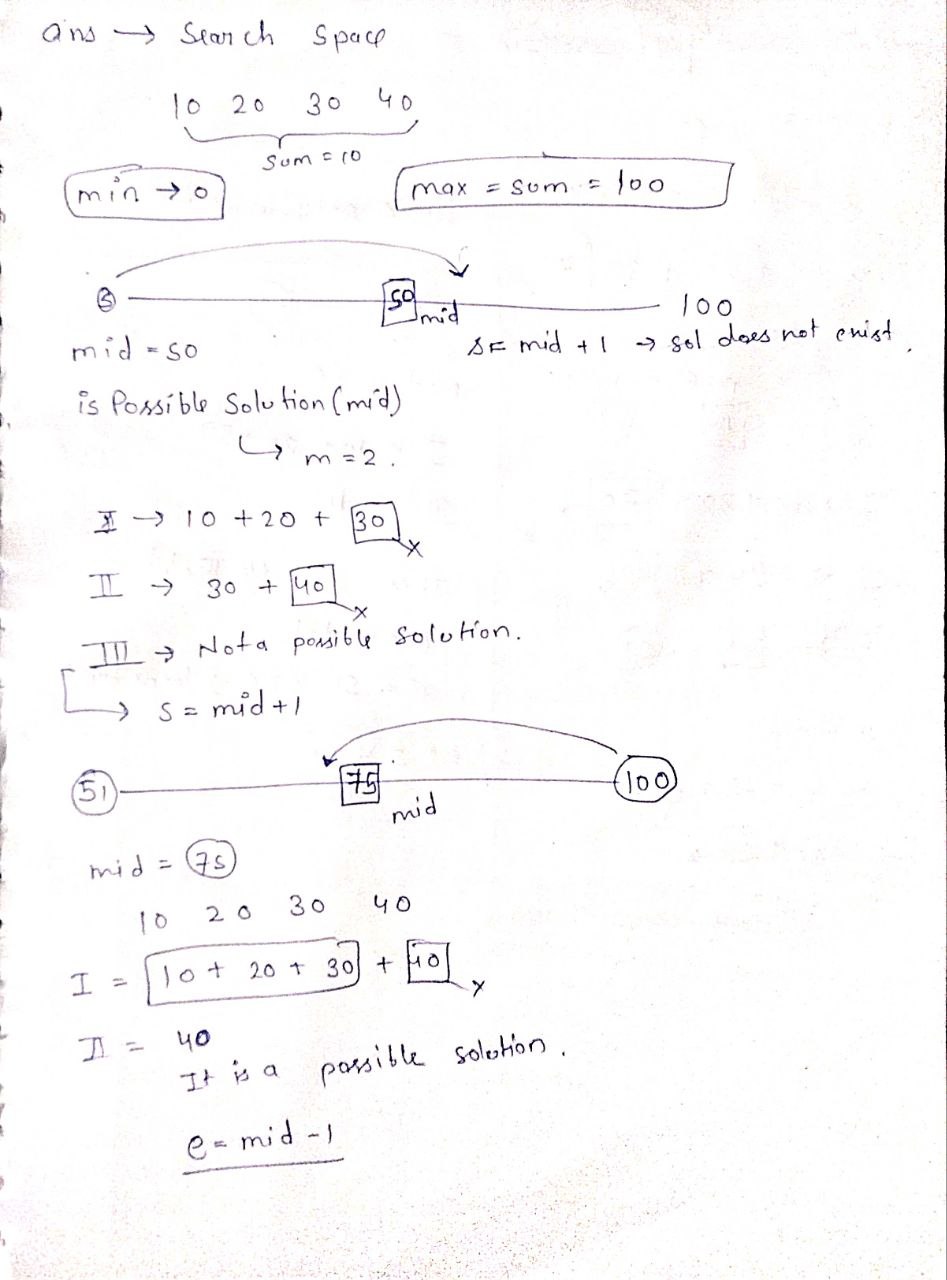 ans → Search Space
10 20 30 40
sum = 10
min → 0
max = sum = 100
50 100
mid
mid = 50 s = mid + 1 → sol does not exist.
is Possible Solution (mid)
↳ m = 2.
I → 10 + 20 + 30 x
II → 30 + 40 x
III → Not a possible solution.
↳ s = mid + 1
51 75 100
mid
mid = 75
10 20 30 40
I = 10 + 20 + 30 + 40 x
II = 40
It is a possible solution.
e = mid - 1